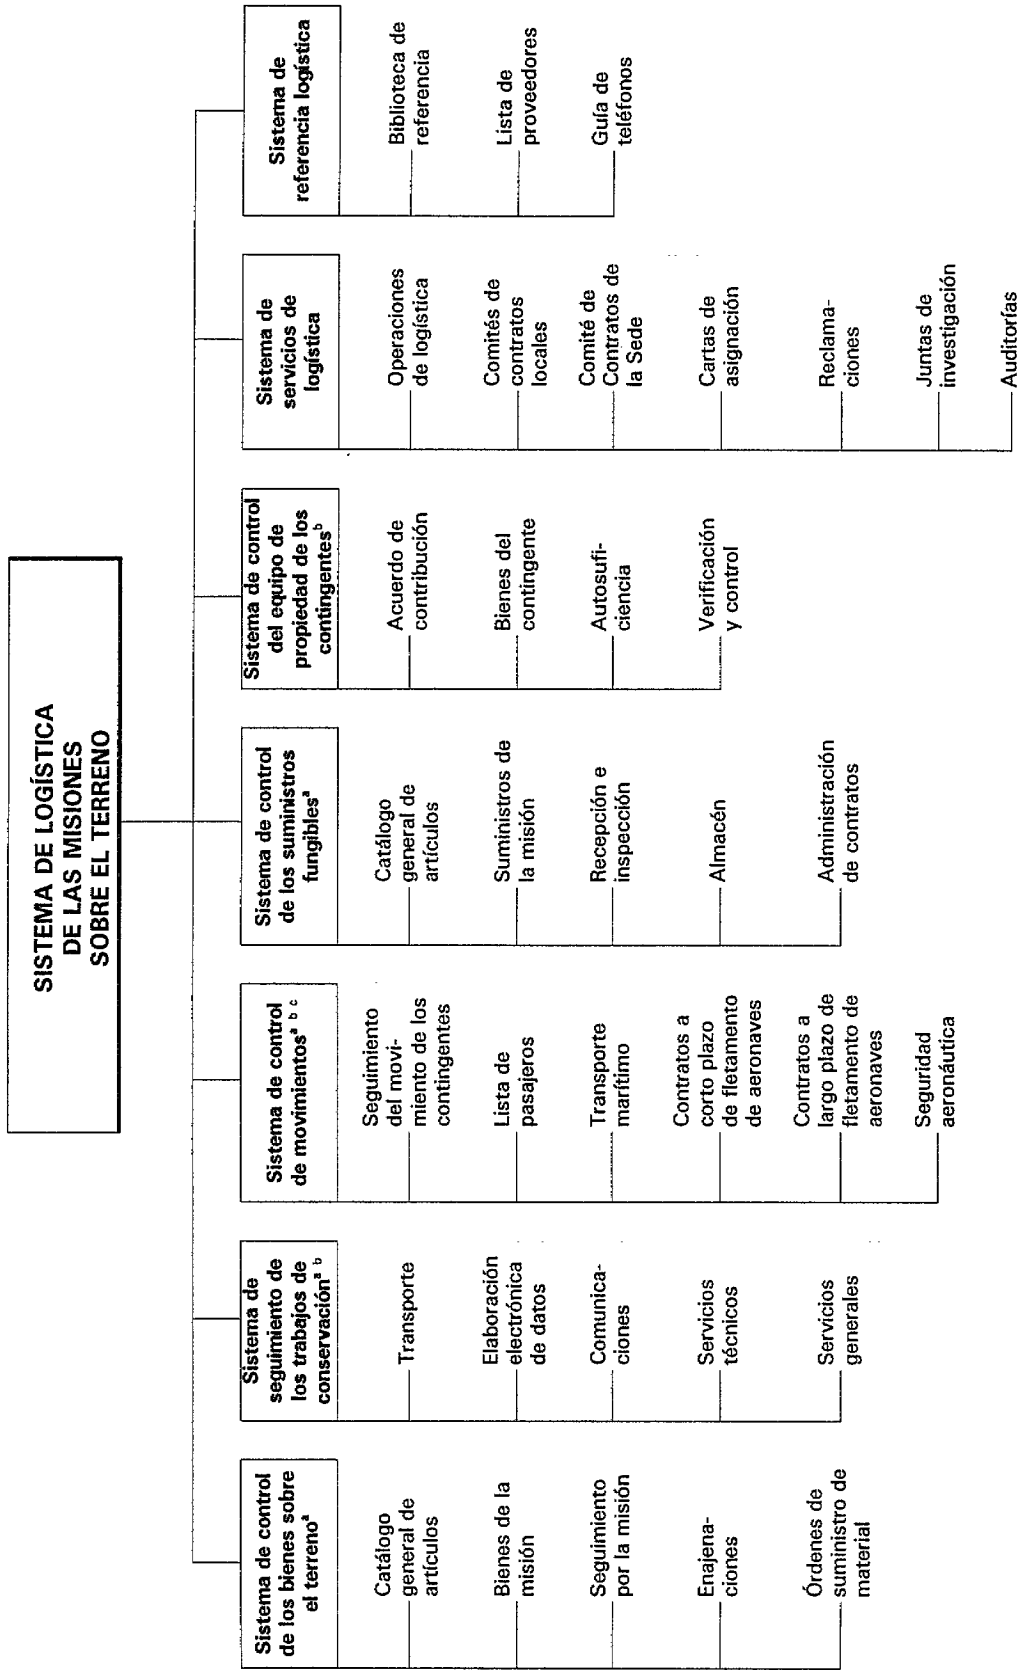 SISTEMA DE LOGÍSTICA
DE LAS MISIONES
SOBRE EL TERRENO
Sistema de control
de los bienes sobre
el terrenoª
Catálogo
general de
artículos
Bienes de la
misión
Seguimiento
por la misión
Enajena-
ciones
Órdenes de
suministro de
material
Sistema de
seguimiento de
los trabajos de
conservaciónª ᵇ
Transporte
Elaboración
electrónica
de datos
Comunica-
ciones
Servicios
técnicos
Servicios
generales
Sistema de control
de movimientosª ᵇ ᶜ
Seguimiento
del movi-
miento de los
contingentes
Lista de
pasajeros
Transporte
marítimo
Contratos a
corto plazo
de fletamento
de aeronaves
Contratos a
largo plazo de
fletamento de
aeronaves
Seguridad
aeronáutica
Sistema de control
de los suministros
fungiblesª
Catálogo
general de
artículos
Suministros de
la misión
Recepción e
inspección
Almacén
Administración
de contratos
Sistema de control
del equipo de
propiedad de los
contingentesᵇ
Acuerdo de
contribución
Bienes del
contingente
Autosufi-
ciencia
Verificación
y control
Sistema de
servicios de
logística
Operaciones
de logística
Comités de
contratos
locales
Comité de
Contratos de
la Sede
Cartas de
asignación
Reclama-
ciones
Juntas de
investigación
Auditorías
Sistema de
referencia logística
Biblioteca de
referencia
Lista de
proveedores
Guía de
teléfonos